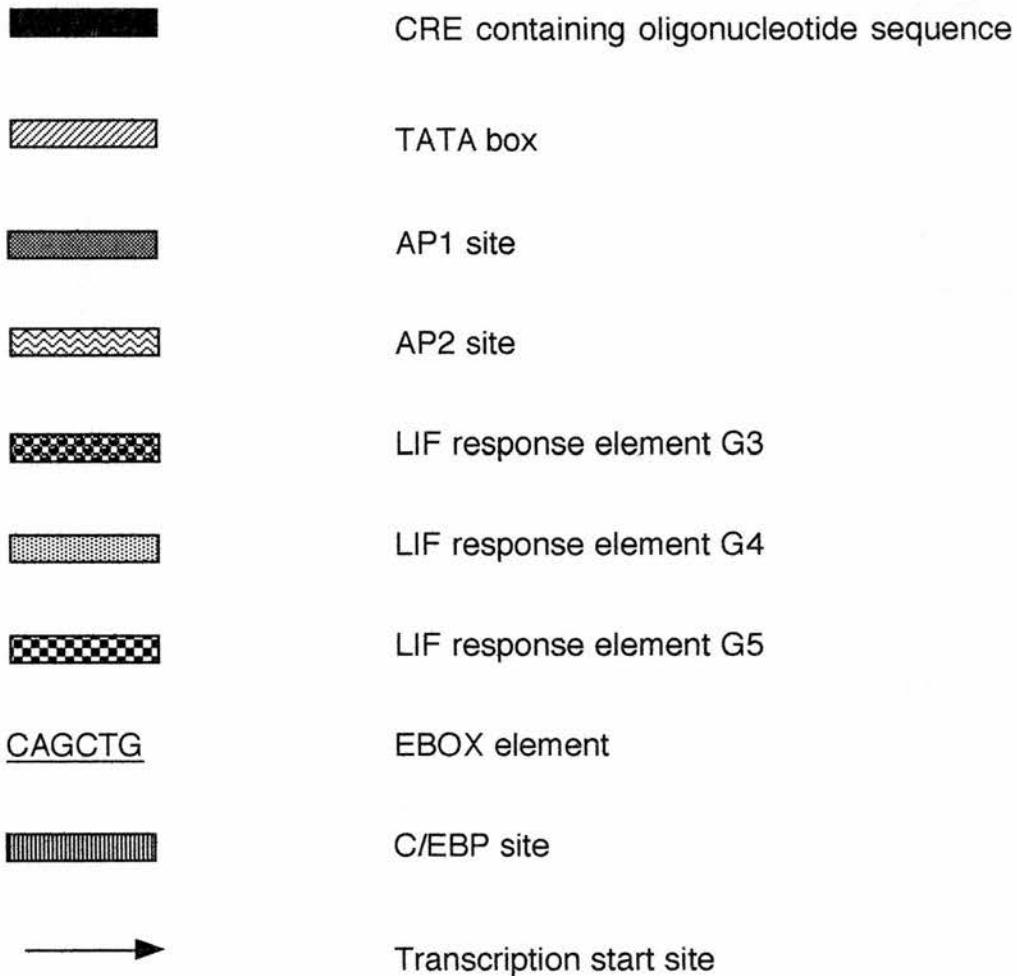 CRE containing oligonucleotide sequence
TATA box
AP1 site
AP2 site
LIF response element G3
LIF response element G4
LIF response element G5
CAGCTG EBOX element
C/EBP site
Transcription start site